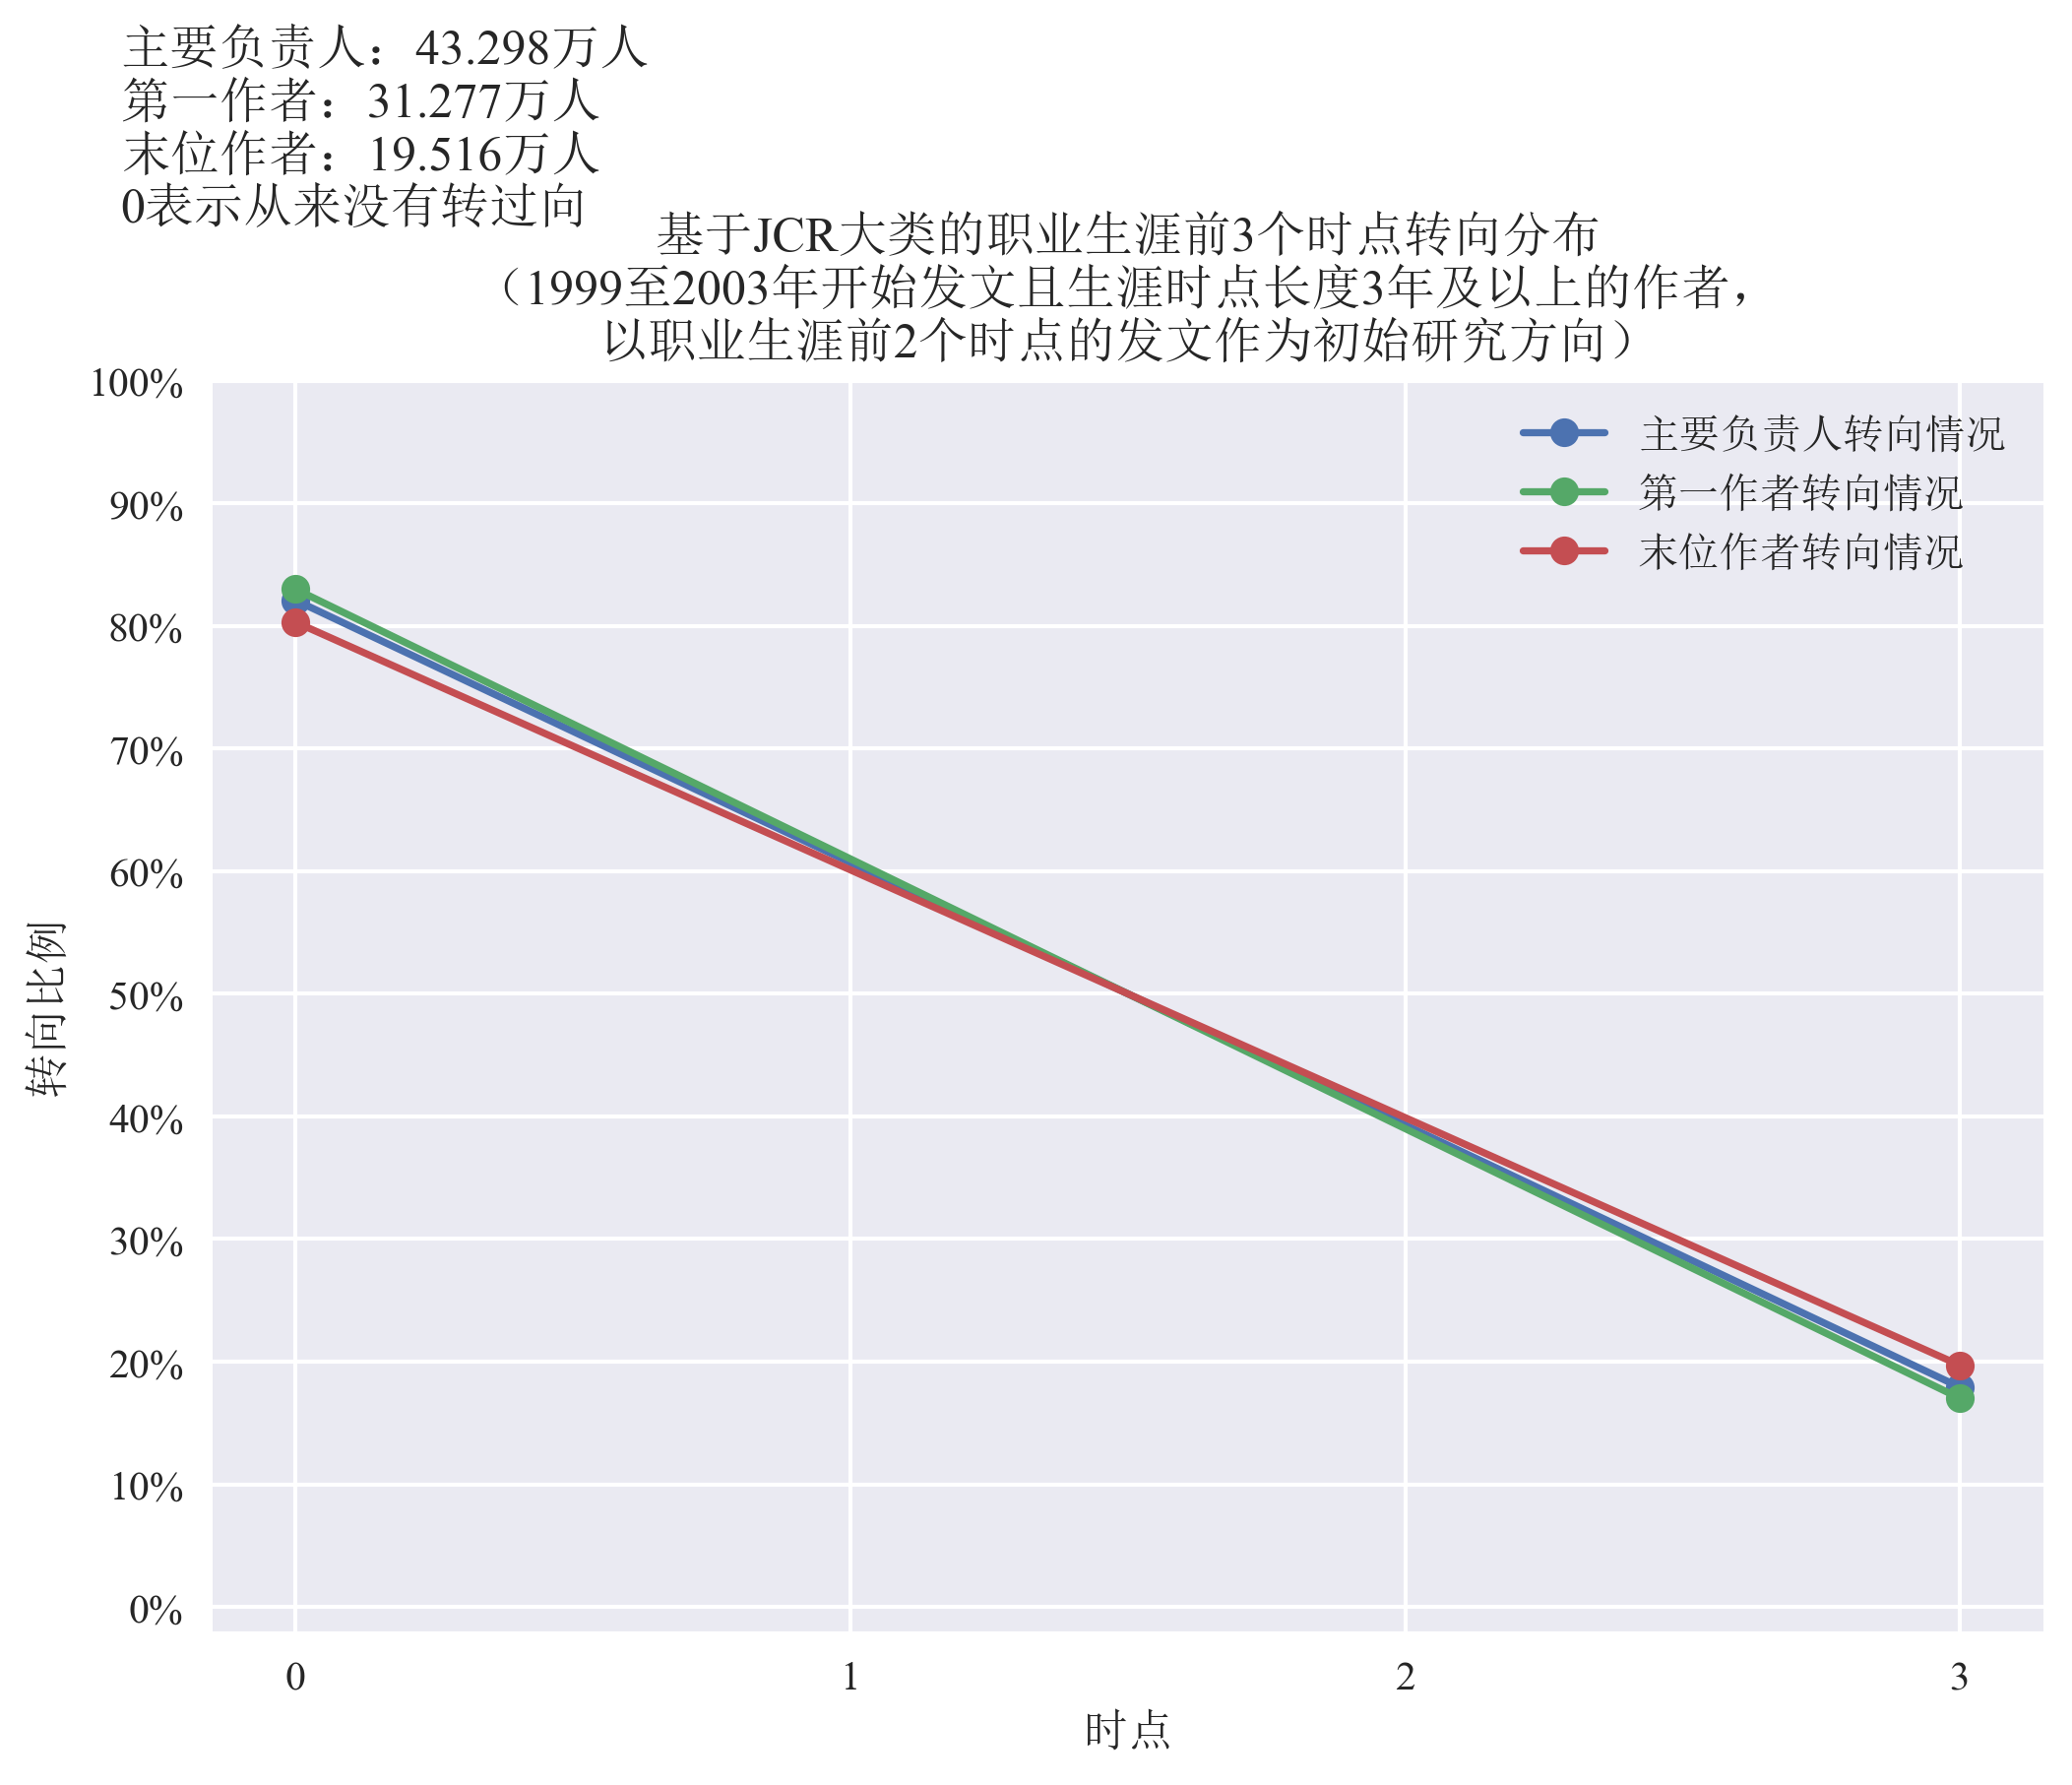 主要负责人：43.298万人
第一作者：31.277万人
末位作者：19.516万人
0表示从来没有转过向
基于JCR大类的职业生涯前3个时点转向分布
（1999至2003年开始发文且生涯时点长度3年及以上的作者，
以职业生涯前2个时点的发文作为初始研究方向）
主要负责人转向情况
第一作者转向情况
末位作者转向情况
转向比例
100%
90%
80%
70%
60%
50%
40%
30%
20%
10%
0%
0
1
2
3
时点